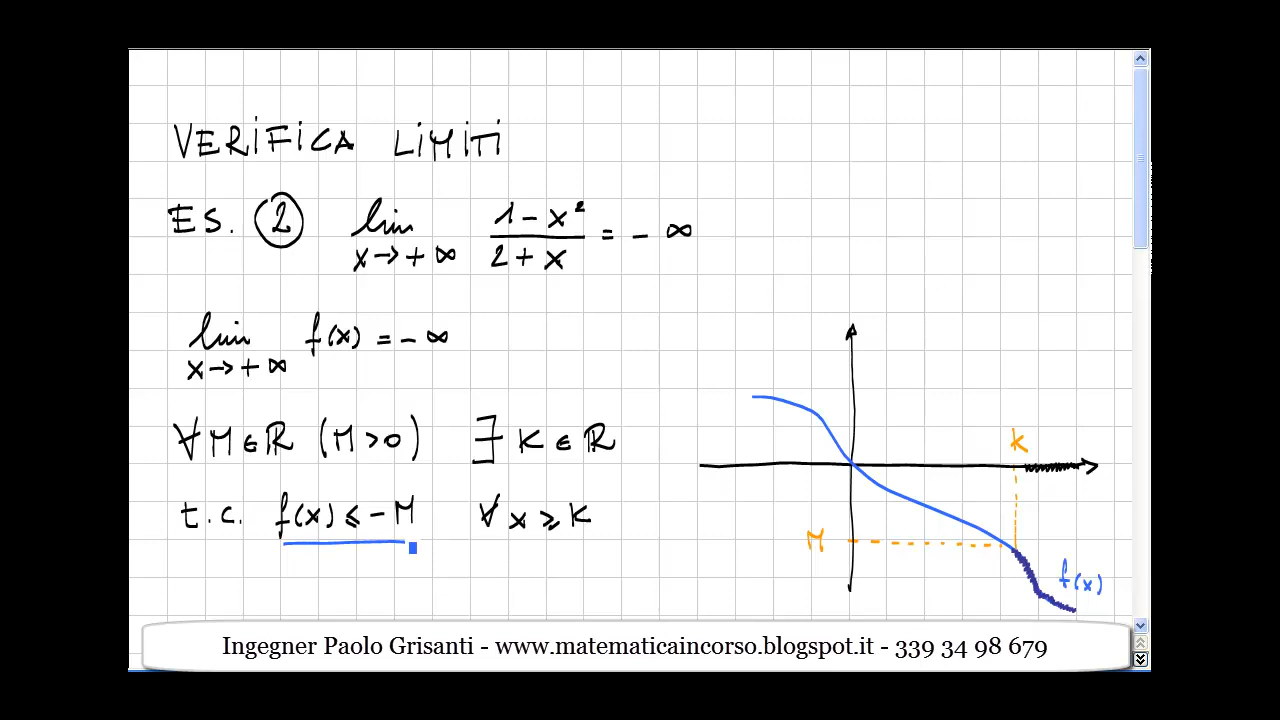 VERIFICA LIMITI
ES. 2 lim x→+∞ (1-x²)/(2+x) = -∞
lim x→+∞ f(x) = -∞
∀ M ∈ ℝ (M>0) ∃ K ∈ ℝ
t.c. f(x) ≤ -M ∀ x ≥ K
K
M
f(x)
Ingegner Paolo Grisanti - www.matematicaincorso.blogspot.it - 339 34 98 679